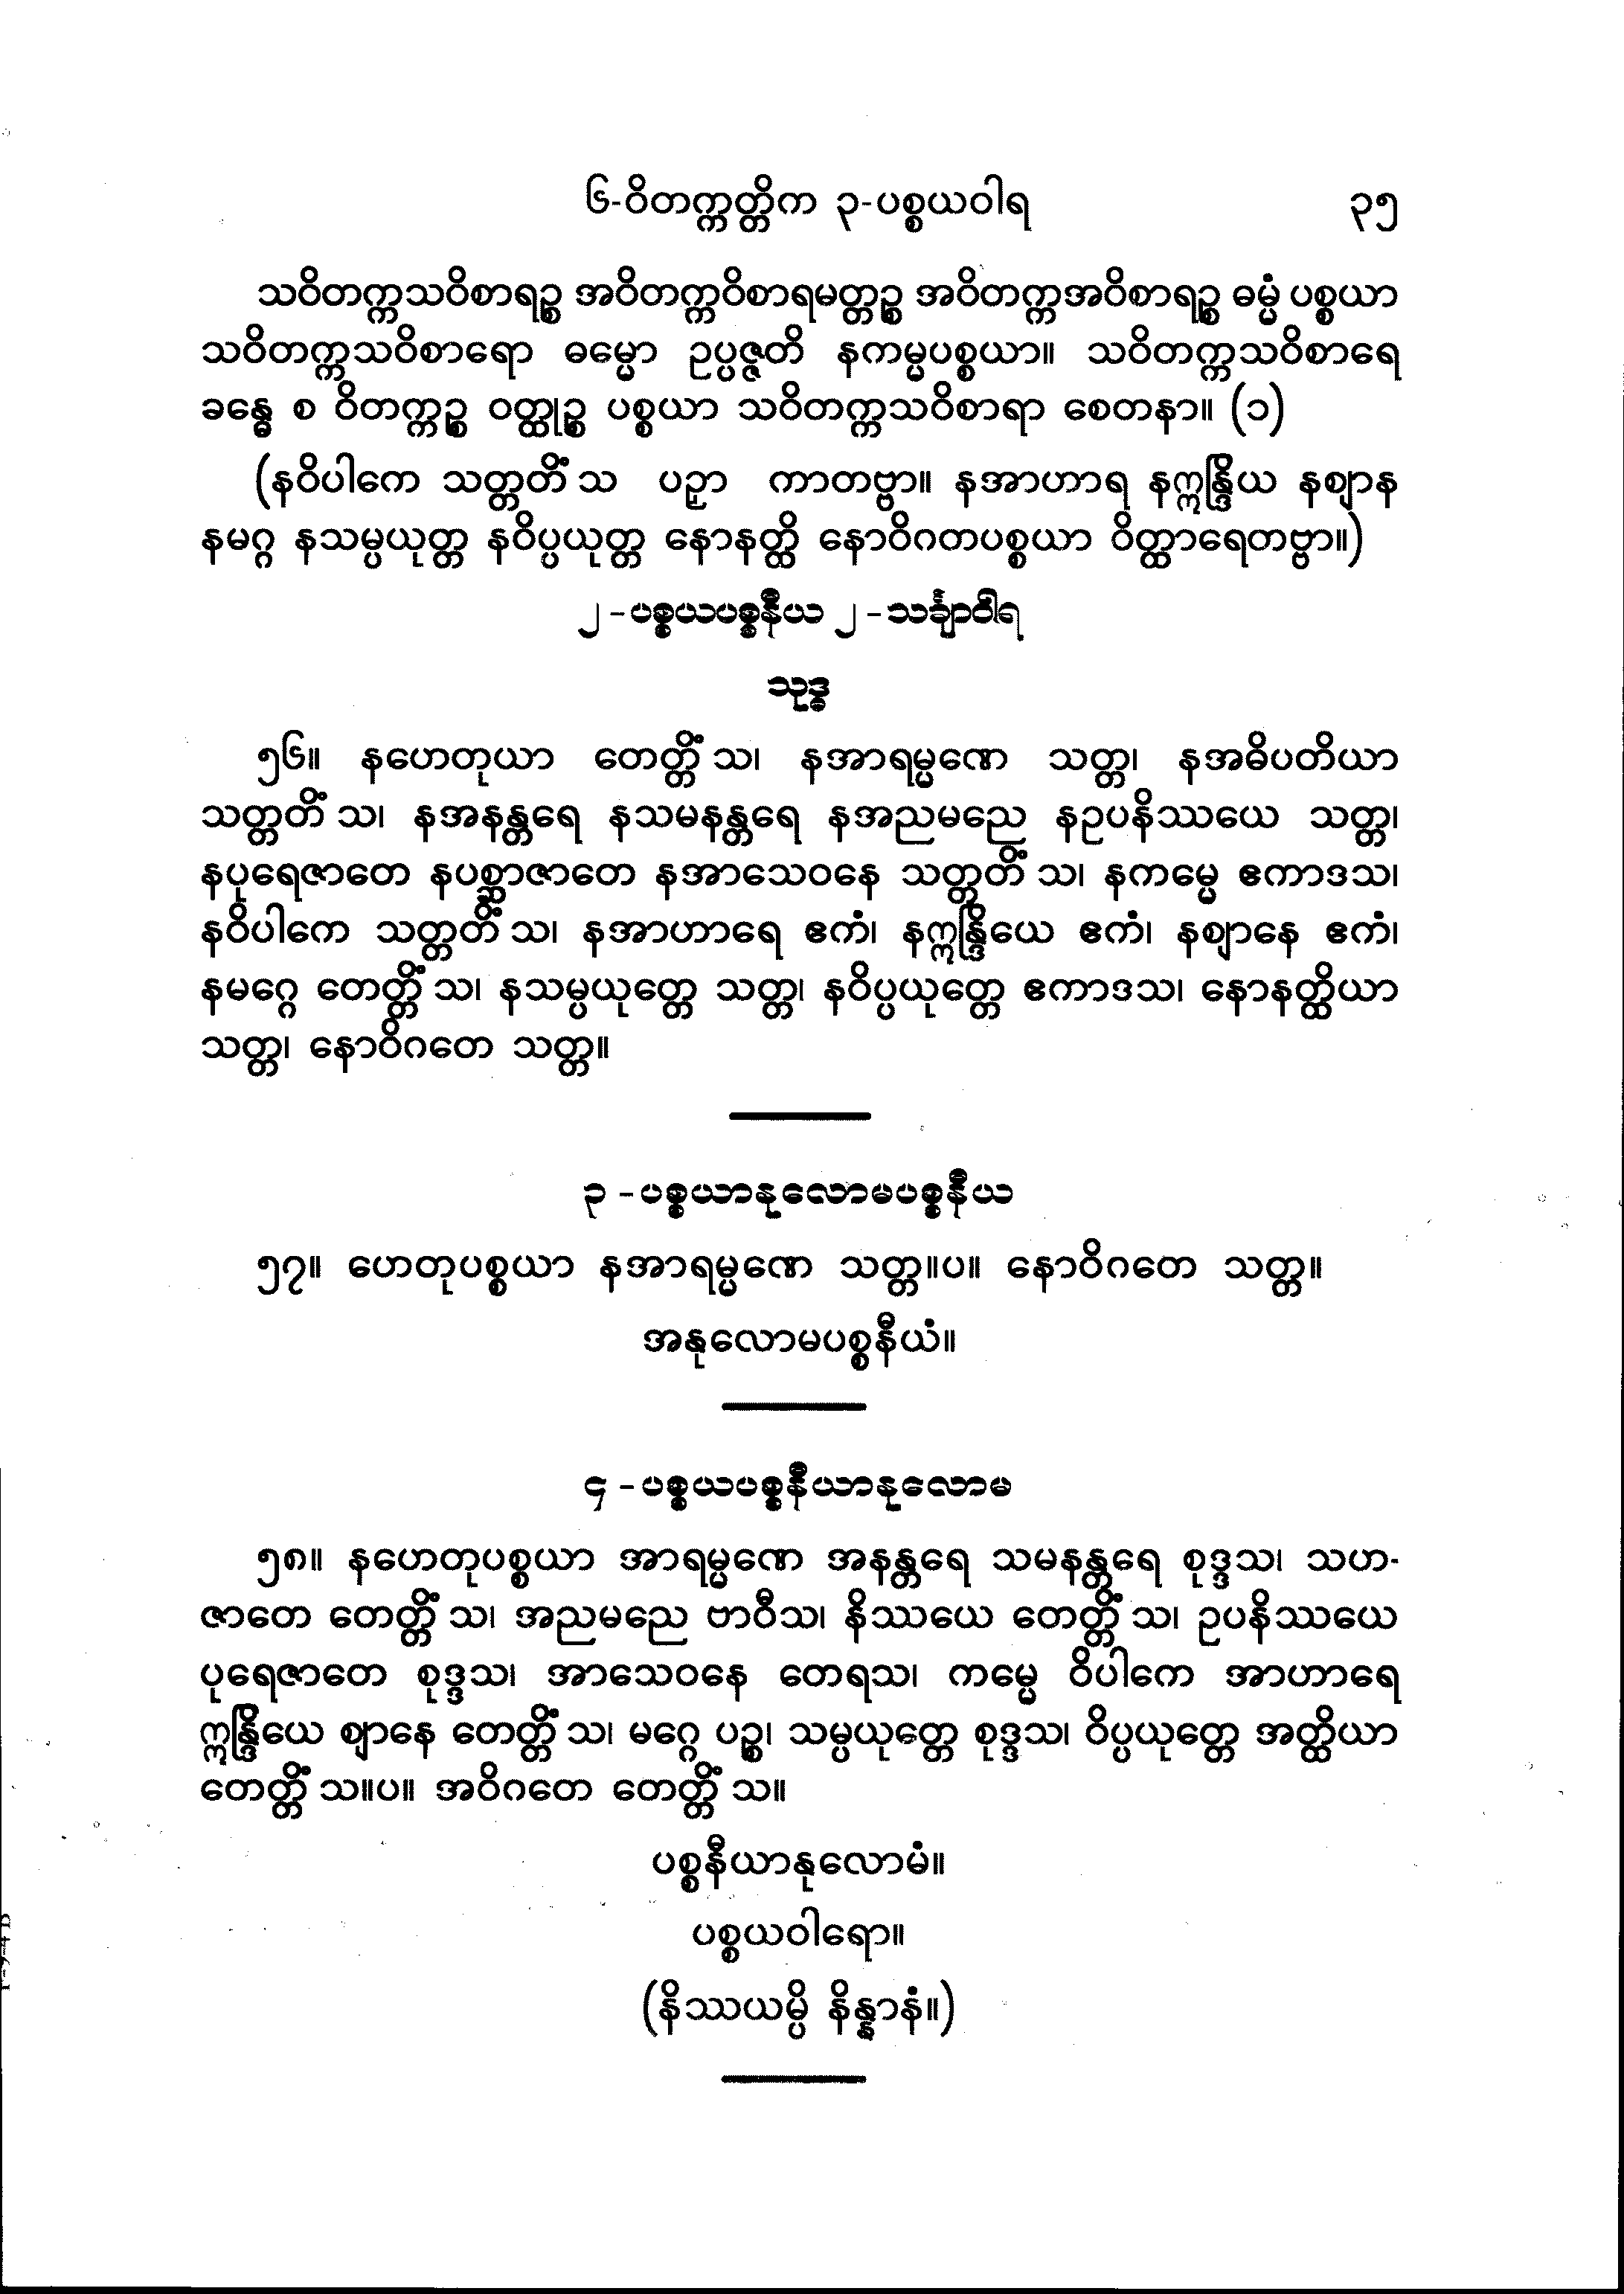 ၆-ဝိတက္ကတ္တိက ၃-ပစ္စယဝါရ ၃၅
သဝိတက္ကသဝိစာရဉ္စ အဝိတက္ကဝိစာရမတ္တဉ္စ အဝိတက္ကအဝိစာရဉ္စ ဓမ္မံ ပစ္စယာ
သဝိတက္ကသဝိစာရော ဓမ္မော ဥပ္ပဇ္ဇတိ နကမ္မပစ္စယာ။ သဝိတက္ကသဝိစာရေ
ခန္ဓေ စ ဝိတက္ကဉ္စ ဝတ္ထုဉ္စ ပစ္စယာ သဝိတက္ကသဝိစာရာ စေတနာ။ (၁)
(နဝိပါကေ သတ္တတိံ သ ပဉှာ ကာတဗ္ဗာ။ နအာဟာရ နဣန္ဒြိယ နဈာန
နမဂ္ဂ နသမ္ပယုတ္တ နဝိပ္ပယုတ္တ နောနတ္ထိ နောဝိဂတပစ္စယာ ဝိတ္ထာရေတဗ္ဗာ။)
၂-ပစ္စယပစ္စနီယ ၂-သင်္ချာဝါရ
သုဒ္ဓ
၅၆။ နဟေတုယာ တေတ္တိံ သ၊ နအာရမ္မဏေ သတ္တ၊ နအဓိပတိယာ
သတ္တတိံ သ၊ နအနန္တရေ နသမနန္တရေ နအညမညေ နဥပနိဿယေ သတ္တ၊
နပုရေဇာတေ နပစ္ဆာဇာတေ နအာသေဝနေ သတ္တတိံ သ၊ နကမ္မေ ဧကာဒသ၊
နဝိပါကေ သတ္တတိံ သ၊ နအာဟာရေ ဧကံ၊ နဣန္ဒြိယေ ဧကံ၊ နဈာနေ ဧကံ၊
နမဂ္ဂေ တေတ္တိံ သ၊ နသမ္ပယုတ္တေ သတ္တ၊ နဝိပ္ပယုတ္တေ ဧကာဒသ၊ နောနတ္ထိယာ
သတ္တ၊ နောဝိဂတေ သတ္တ။
၃-ပစ္စယာနုလောမပစ္စနီယ
၅၇။ ဟေတုပစ္စယာ နအာရမ္မဏေ သတ္တ။ပ။ နောဝိဂတေ သတ္တ။
အနုလောမပစ္စနီယံ။
၄-ပစ္စယပစ္စနီယာနုလောမ
၅၈။ နဟေတုပစ္စယာ အာရမ္မဏေ အနန္တရေ သမနန္တရေ စုဒ္ဒသ၊ သဟ-
ဇာတေ တေတ္တိံ သ၊ အညမညေ ဗာဝီသ၊ နိဿယေ တေတ္တိံ သ၊ ဥပနိဿယေ
ပုရေဇာတေ စုဒ္ဒသ၊ အာသေဝနေ တေရသ၊ ကမ္မေ ဝိပါကေ အာဟာရေ
ဣန္ဒြိယေ ဈာနေ တေတ္တိံ သ၊ မဂ္ဂေ ပဉ္စ၊ သမ္ပယုတ္တေ စုဒ္ဒသ၊ ဝိပ္ပယုတ္တေ အတ္ထိယာ
တေတ္တိံ သ။ပ။ အဝိဂတေ တေတ္တိံ သ။
ပစ္စနီယာနုလောမံ။
ပစ္စယဝါရော။
(နိဿယမ္ပိ နိန္နာနံ။)